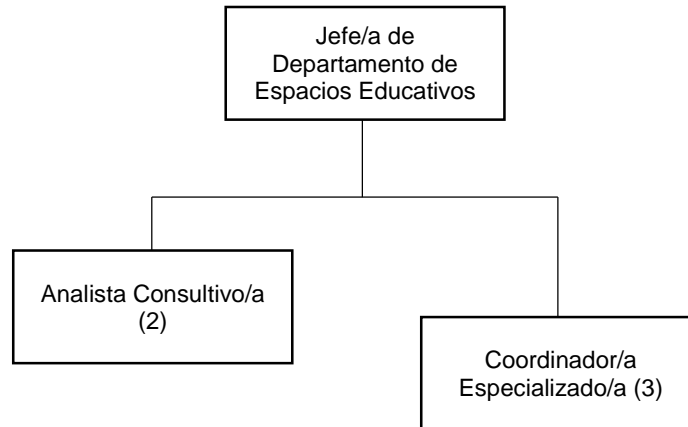 Jefe/a de
Departamento de
Espacios Educativos
Analista Consultivo/a
(2)
Coordinador/a
Especializado/a (3)